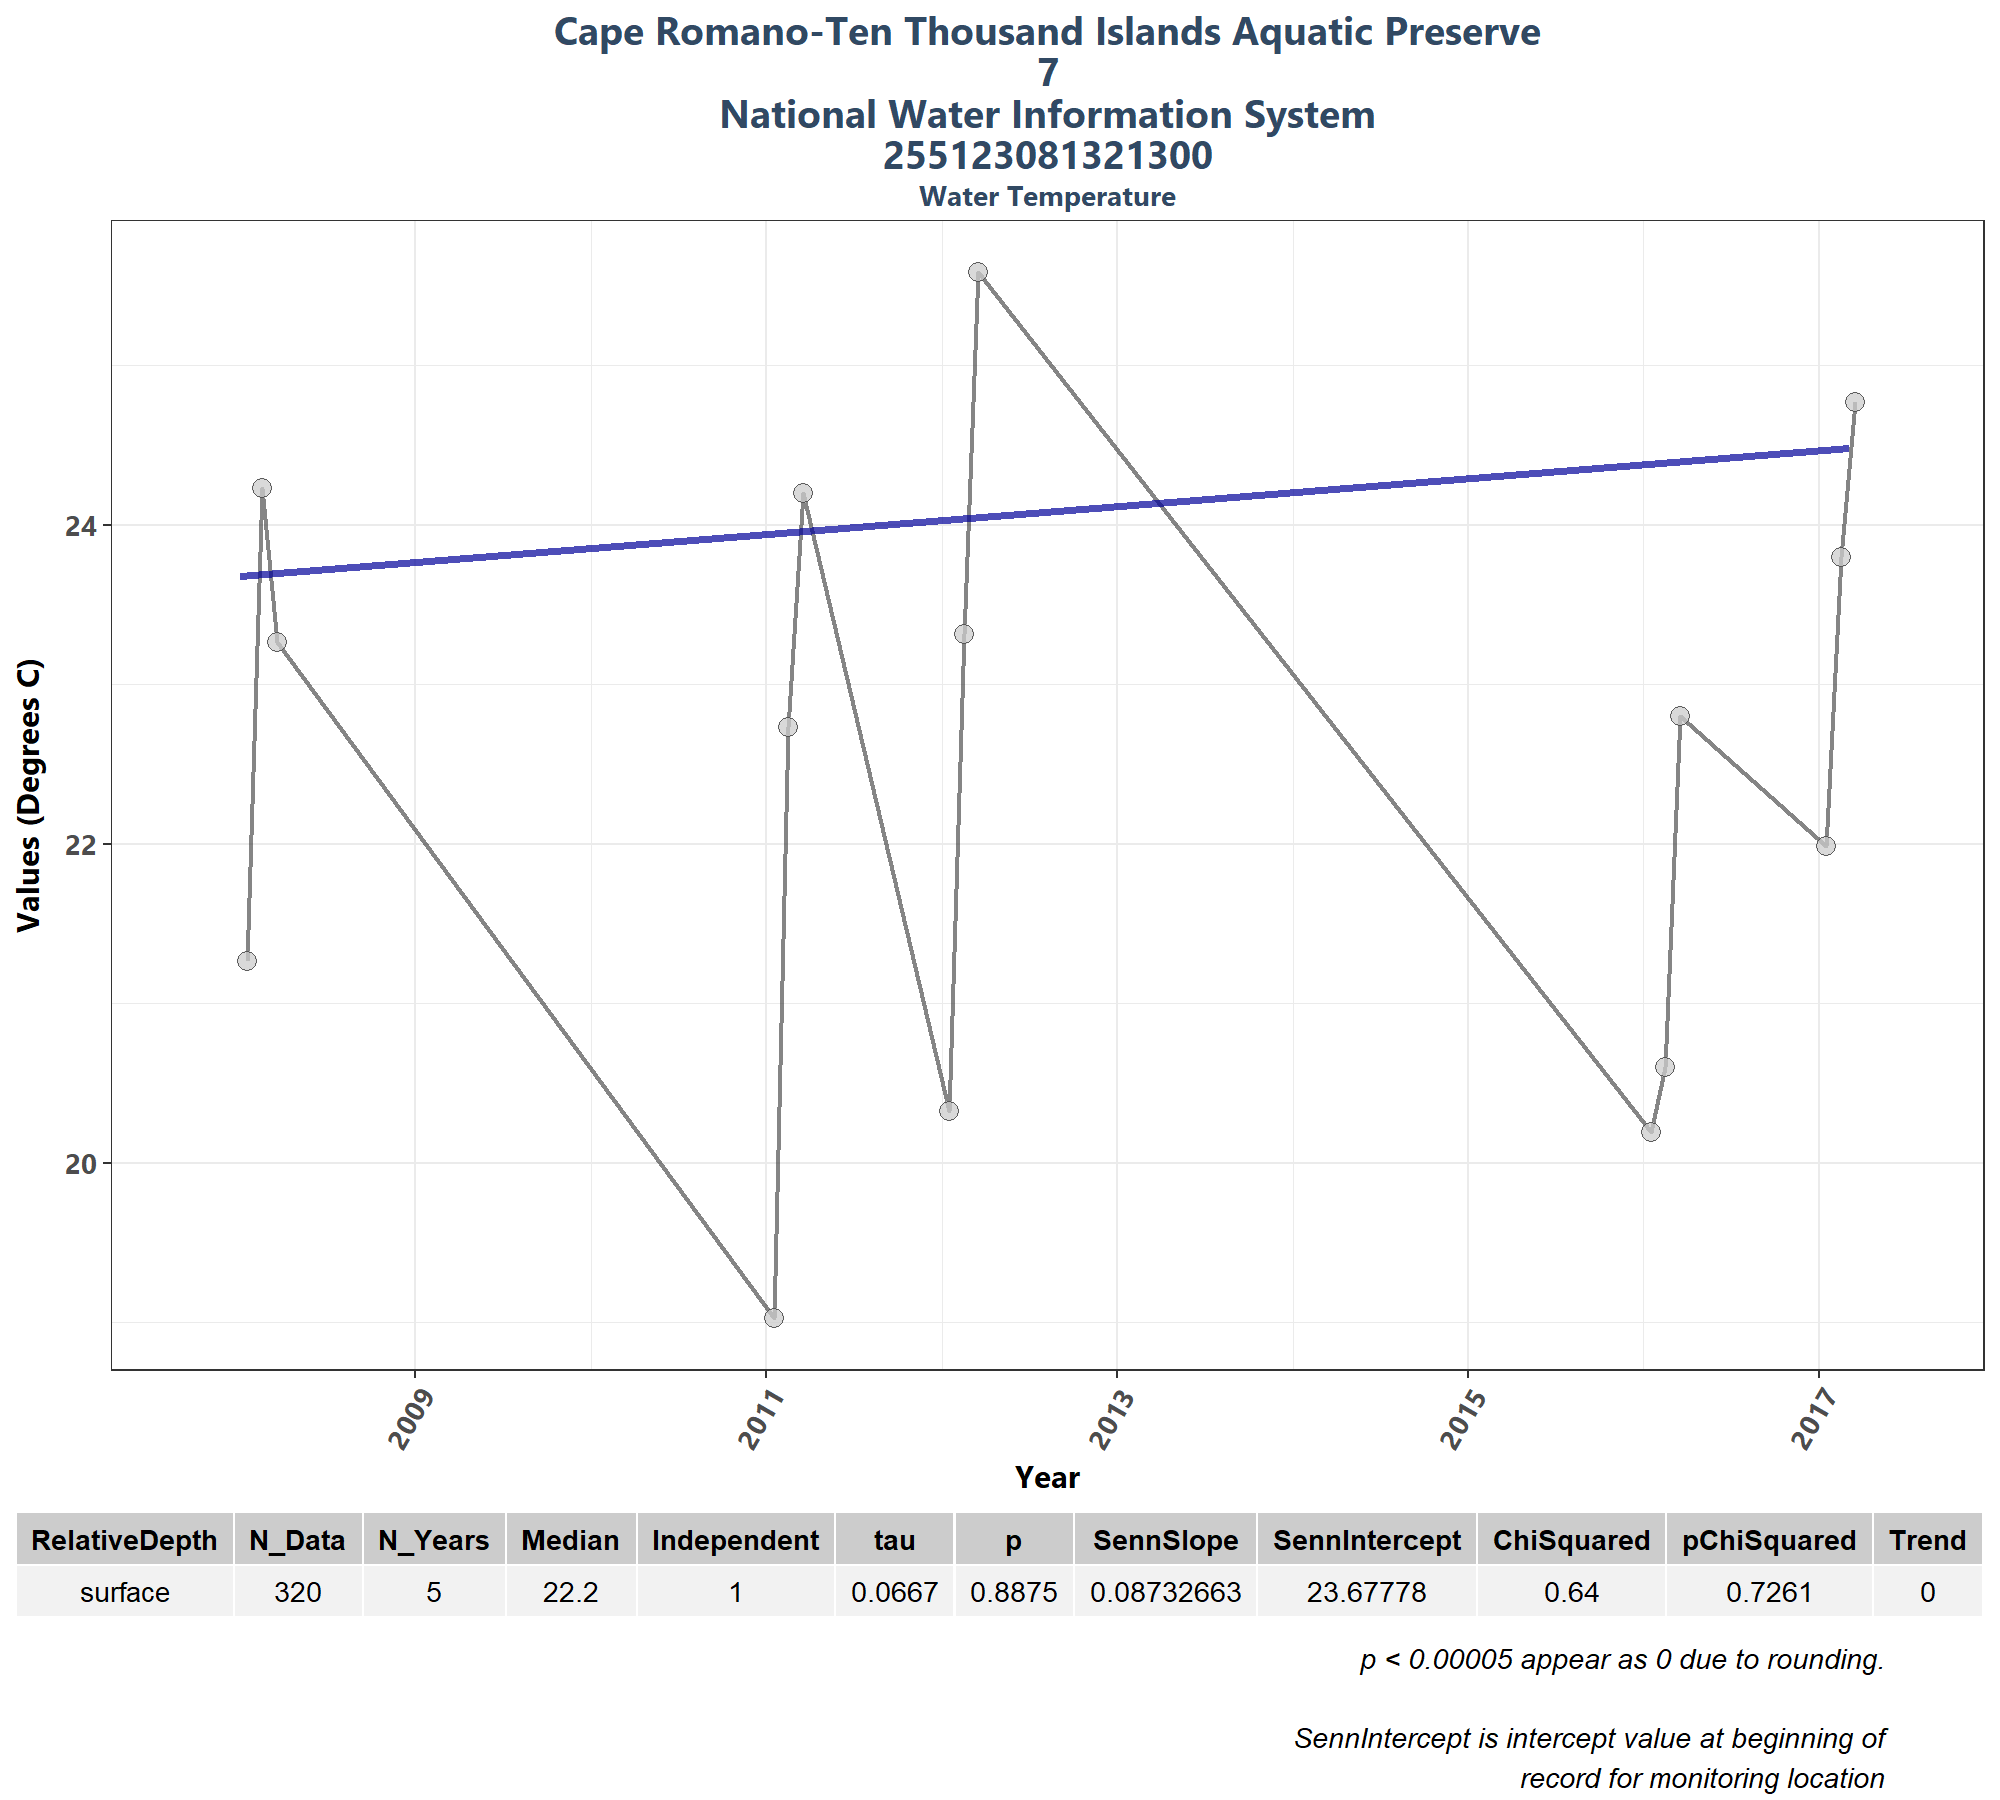 Cape Romano-Ten Thousand Islands Aquatic Preserve
7
National Water Information System
255123081321300
Water Temperature
Values (Degrees C)
24
22
20
2009
2011
2013
2015
2017
Year
RelativeDepth N_Data N_Years Median Independent tau p SennSlope SennIntercept ChiSquared pChiSquared Trend
surface 320 5 22.2 1 0.0667 0.8875 0.08732663 23.67778 0.64 0.7261 0
p < 0.00005 appear as 0 due to rounding.
SennIntercept is intercept value at beginning of
record for monitoring location